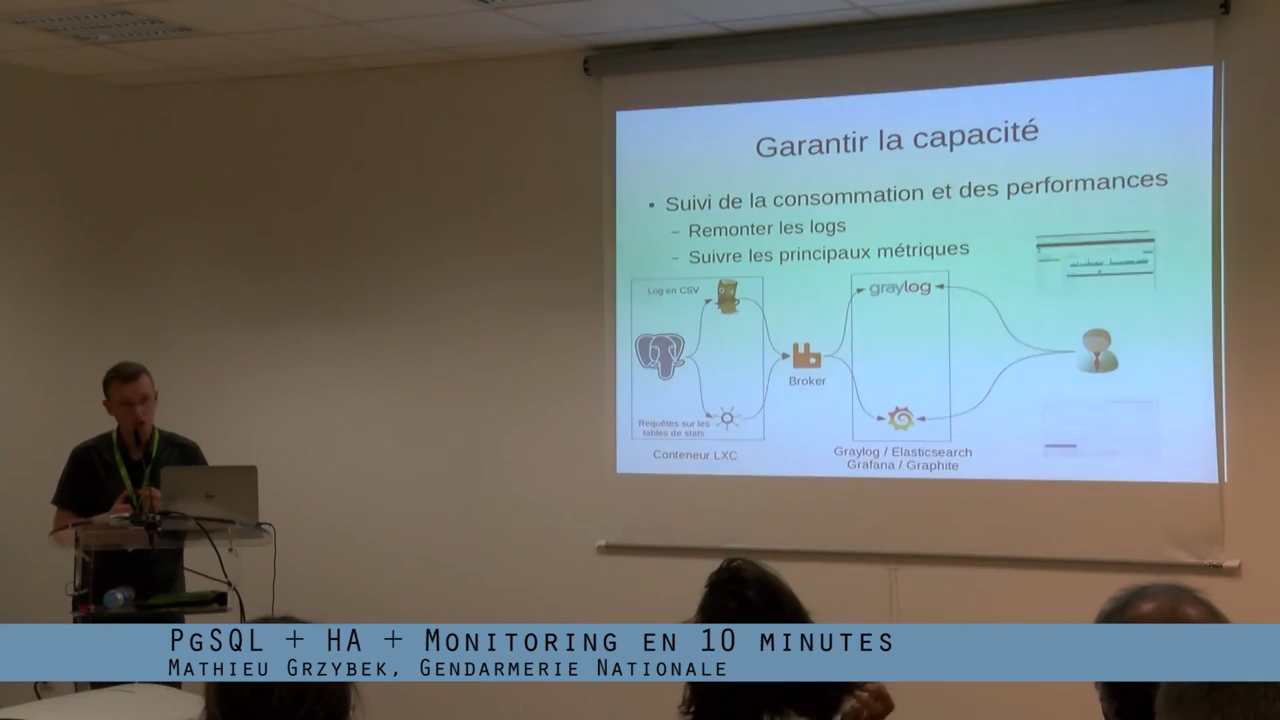 Garantir la capacité
• Suivi de la consommation et des performances
– Remonter les logs
– Suivre les principaux métriques
Log en CSV
graylog
Broker
Requêtes sur les
tables de stats
Conteneur LXC
Graylog / Elasticsearch
Grafana / Graphite
PgSQL + HA + Monitoring en 10 minutes
Mathieu Grzybek, Gendarmerie Nationale